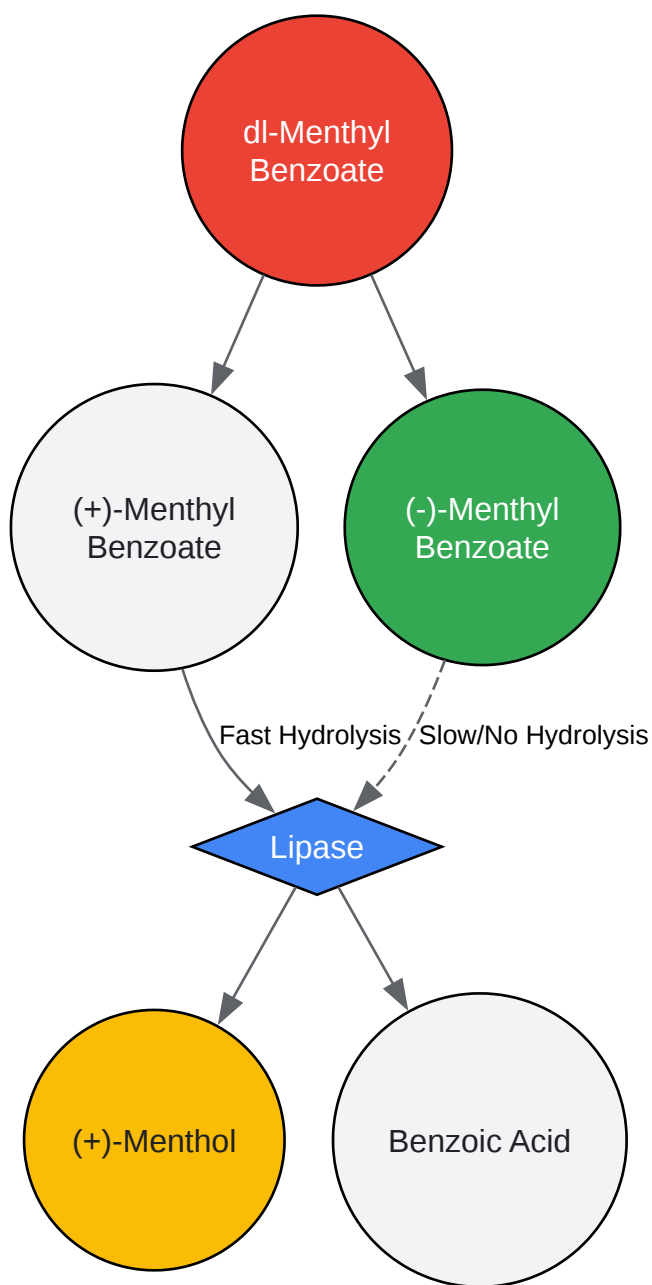 dl-Menthyl
Benzoate
(+)-Menthyl
Benzoate
(-)-Menthyl
Benzoate
Fast Hydrolysis
Slow/No Hydrolysis
Lipase
(+)-Menthol
Benzoic Acid